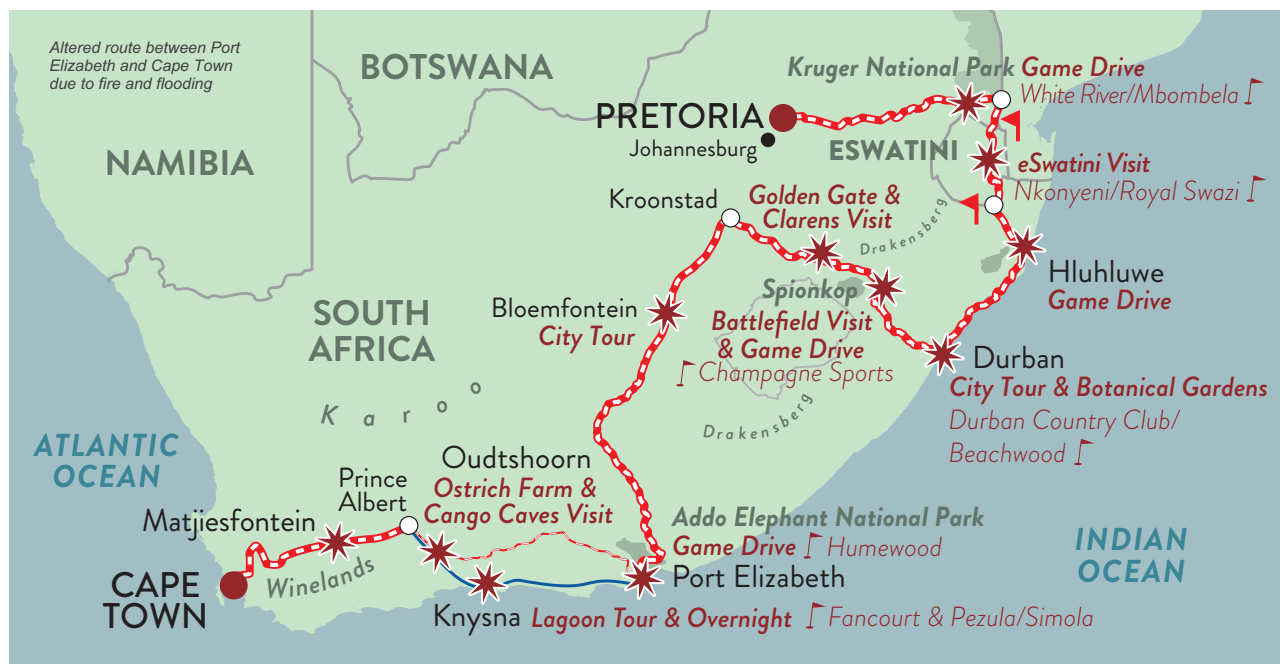 Altered route between Port
Elizabeth and Cape Town
due to fire and flooding
BOTSWANA
NAMIBIA
Kruger National Park Game Drive
White River/Mbombela
PRETORIA
Johannesburg
ESWATINI
eSwatini Visit
Nkonyeni/Royal Swazi
Kroonstad
Golden Gate &
Clarens Visit
Drakensberg
Hluhluwe
Game Drive
Spionkop
Battlefield Visit
& Game Drive
Champagne Sports
Bloemfontein
City Tour
SOUTH
AFRICA
Durban
City Tour & Botanical Gardens
Durban Country Club/
Beachwood
Karoo
Drakensberg
ATLANTIC
OCEAN
Oudtshoorn
Ostrich Farm &
Cango Caves Visit
Prince
Albert
Matjiesfontein
Addo Elephant National Park
Game Drive Humewood
Port Elizabeth
INDIAN
OCEAN
CAPE
TOWN
Winelands
Knysna Lagoon Tour & Overnight Fancourt & Pezula/Simola